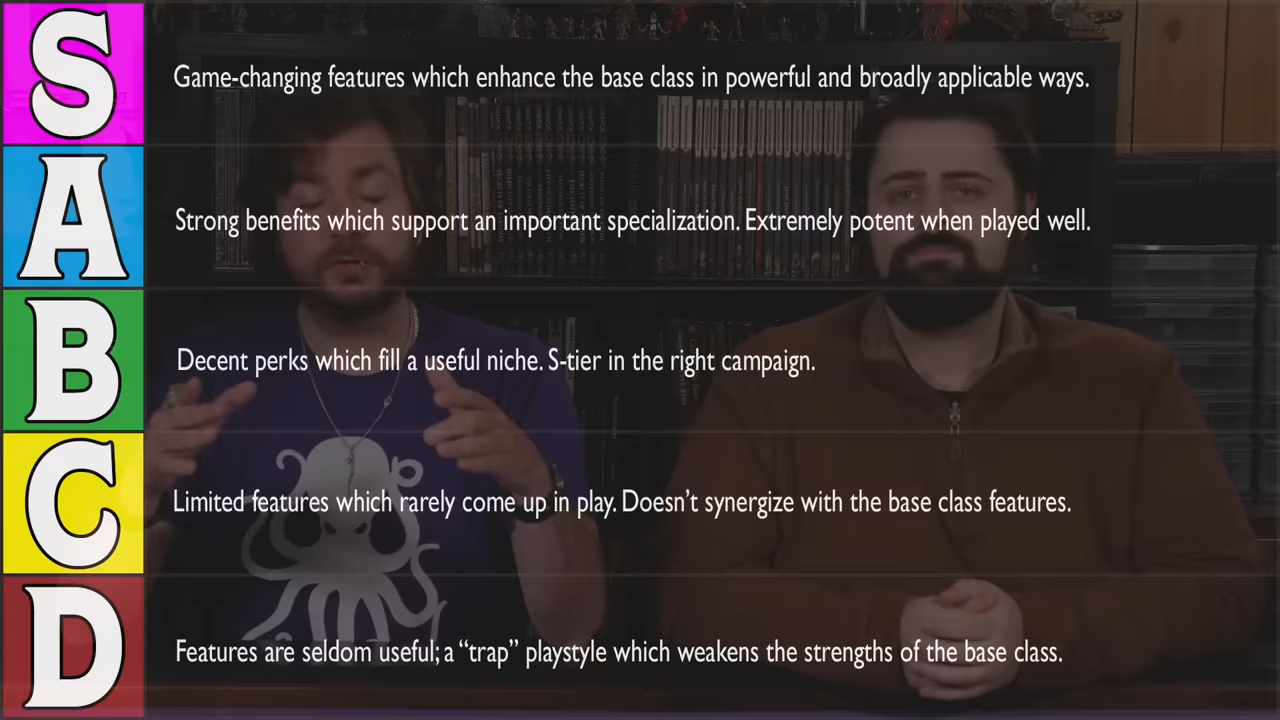 S
Game-changing features which enhance the base class in powerful and broadly applicable ways.
A
Strong benefits which support an important specialization. Extremely potent when played well.
B
Decent perks which fill a useful niche. S-tier in the right campaign.
C
Limited features which rarely come up in play. Doesn't synergize with the base class features.
D
Features are seldom useful; a “trap” playstyle which weakens the strengths of the base class.